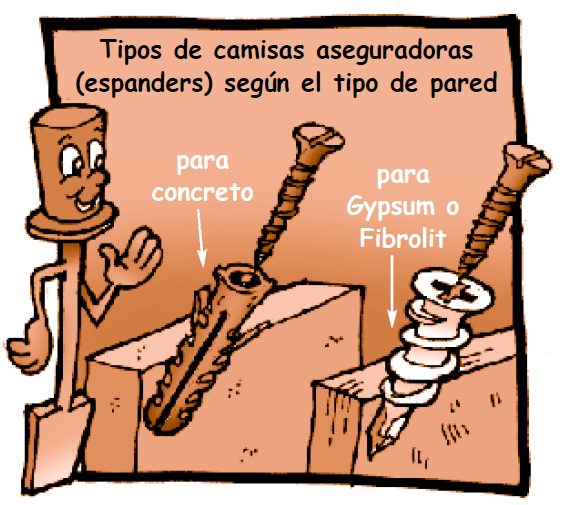 Tipos de camisas aseguradoras
(espanders) según el tipo de pared
para
concreto
para
Gypsum o
Fibrolit